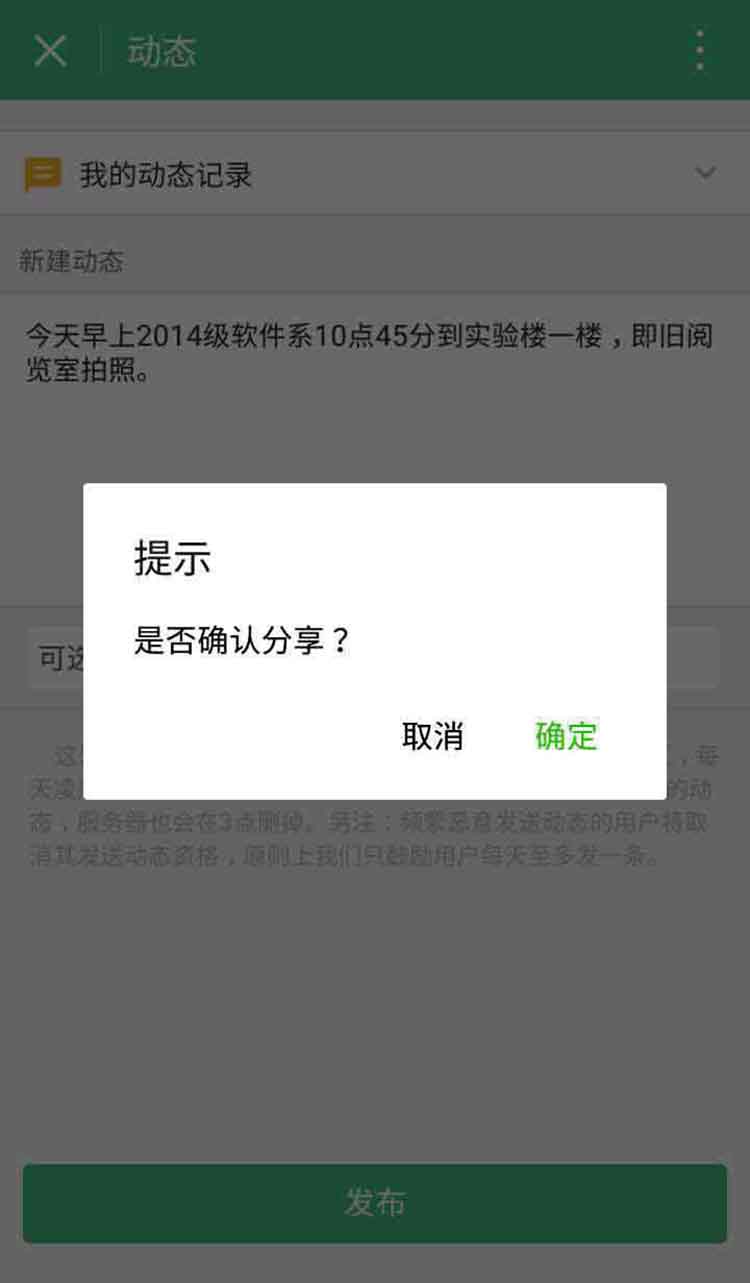 动态
我的动态记录
新建动态
今天早上2014级软件系10点45分到实验楼一楼，即旧阅
览室拍照。
提示
是否确认分享？
取消 确定
可选
这 ，每
天凌 的动
态，服务器也会在3点删掉。另注：频繁恶意发送动态的用户将取
消其发送动态资格，原则上我们只鼓励用户每天至多发一条。
发布